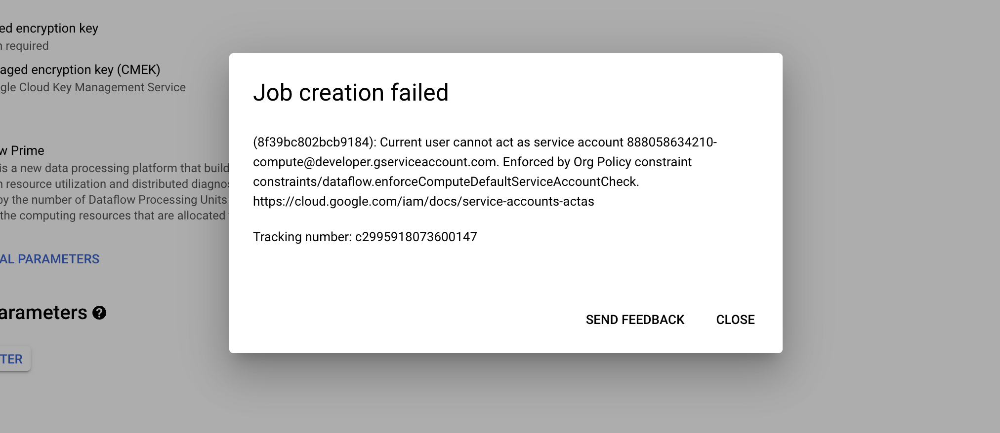 ed encryption key
required
aged encryption key (CMEK)
gle Cloud Key Management Service
w Prime
is a new data processing platform that build
resource utilization and distributed diagnos
by the number of Dataflow Processing Units
the computing resources that are allocated
AL PARAMETERS
arameters
?
TER
Job creation failed
(8f39bc802bcb9184): Current user cannot act as service account 888058634210-
compute@developer.gserviceaccount.com. Enforced by Org Policy constraint
constraints/dataflow.enforceComputeDefaultServiceAccountCheck.
https://cloud.google.com/iam/docs/service-accounts-actas
Tracking number: c2995918073600147
SEND FEEDBACK
CLOSE